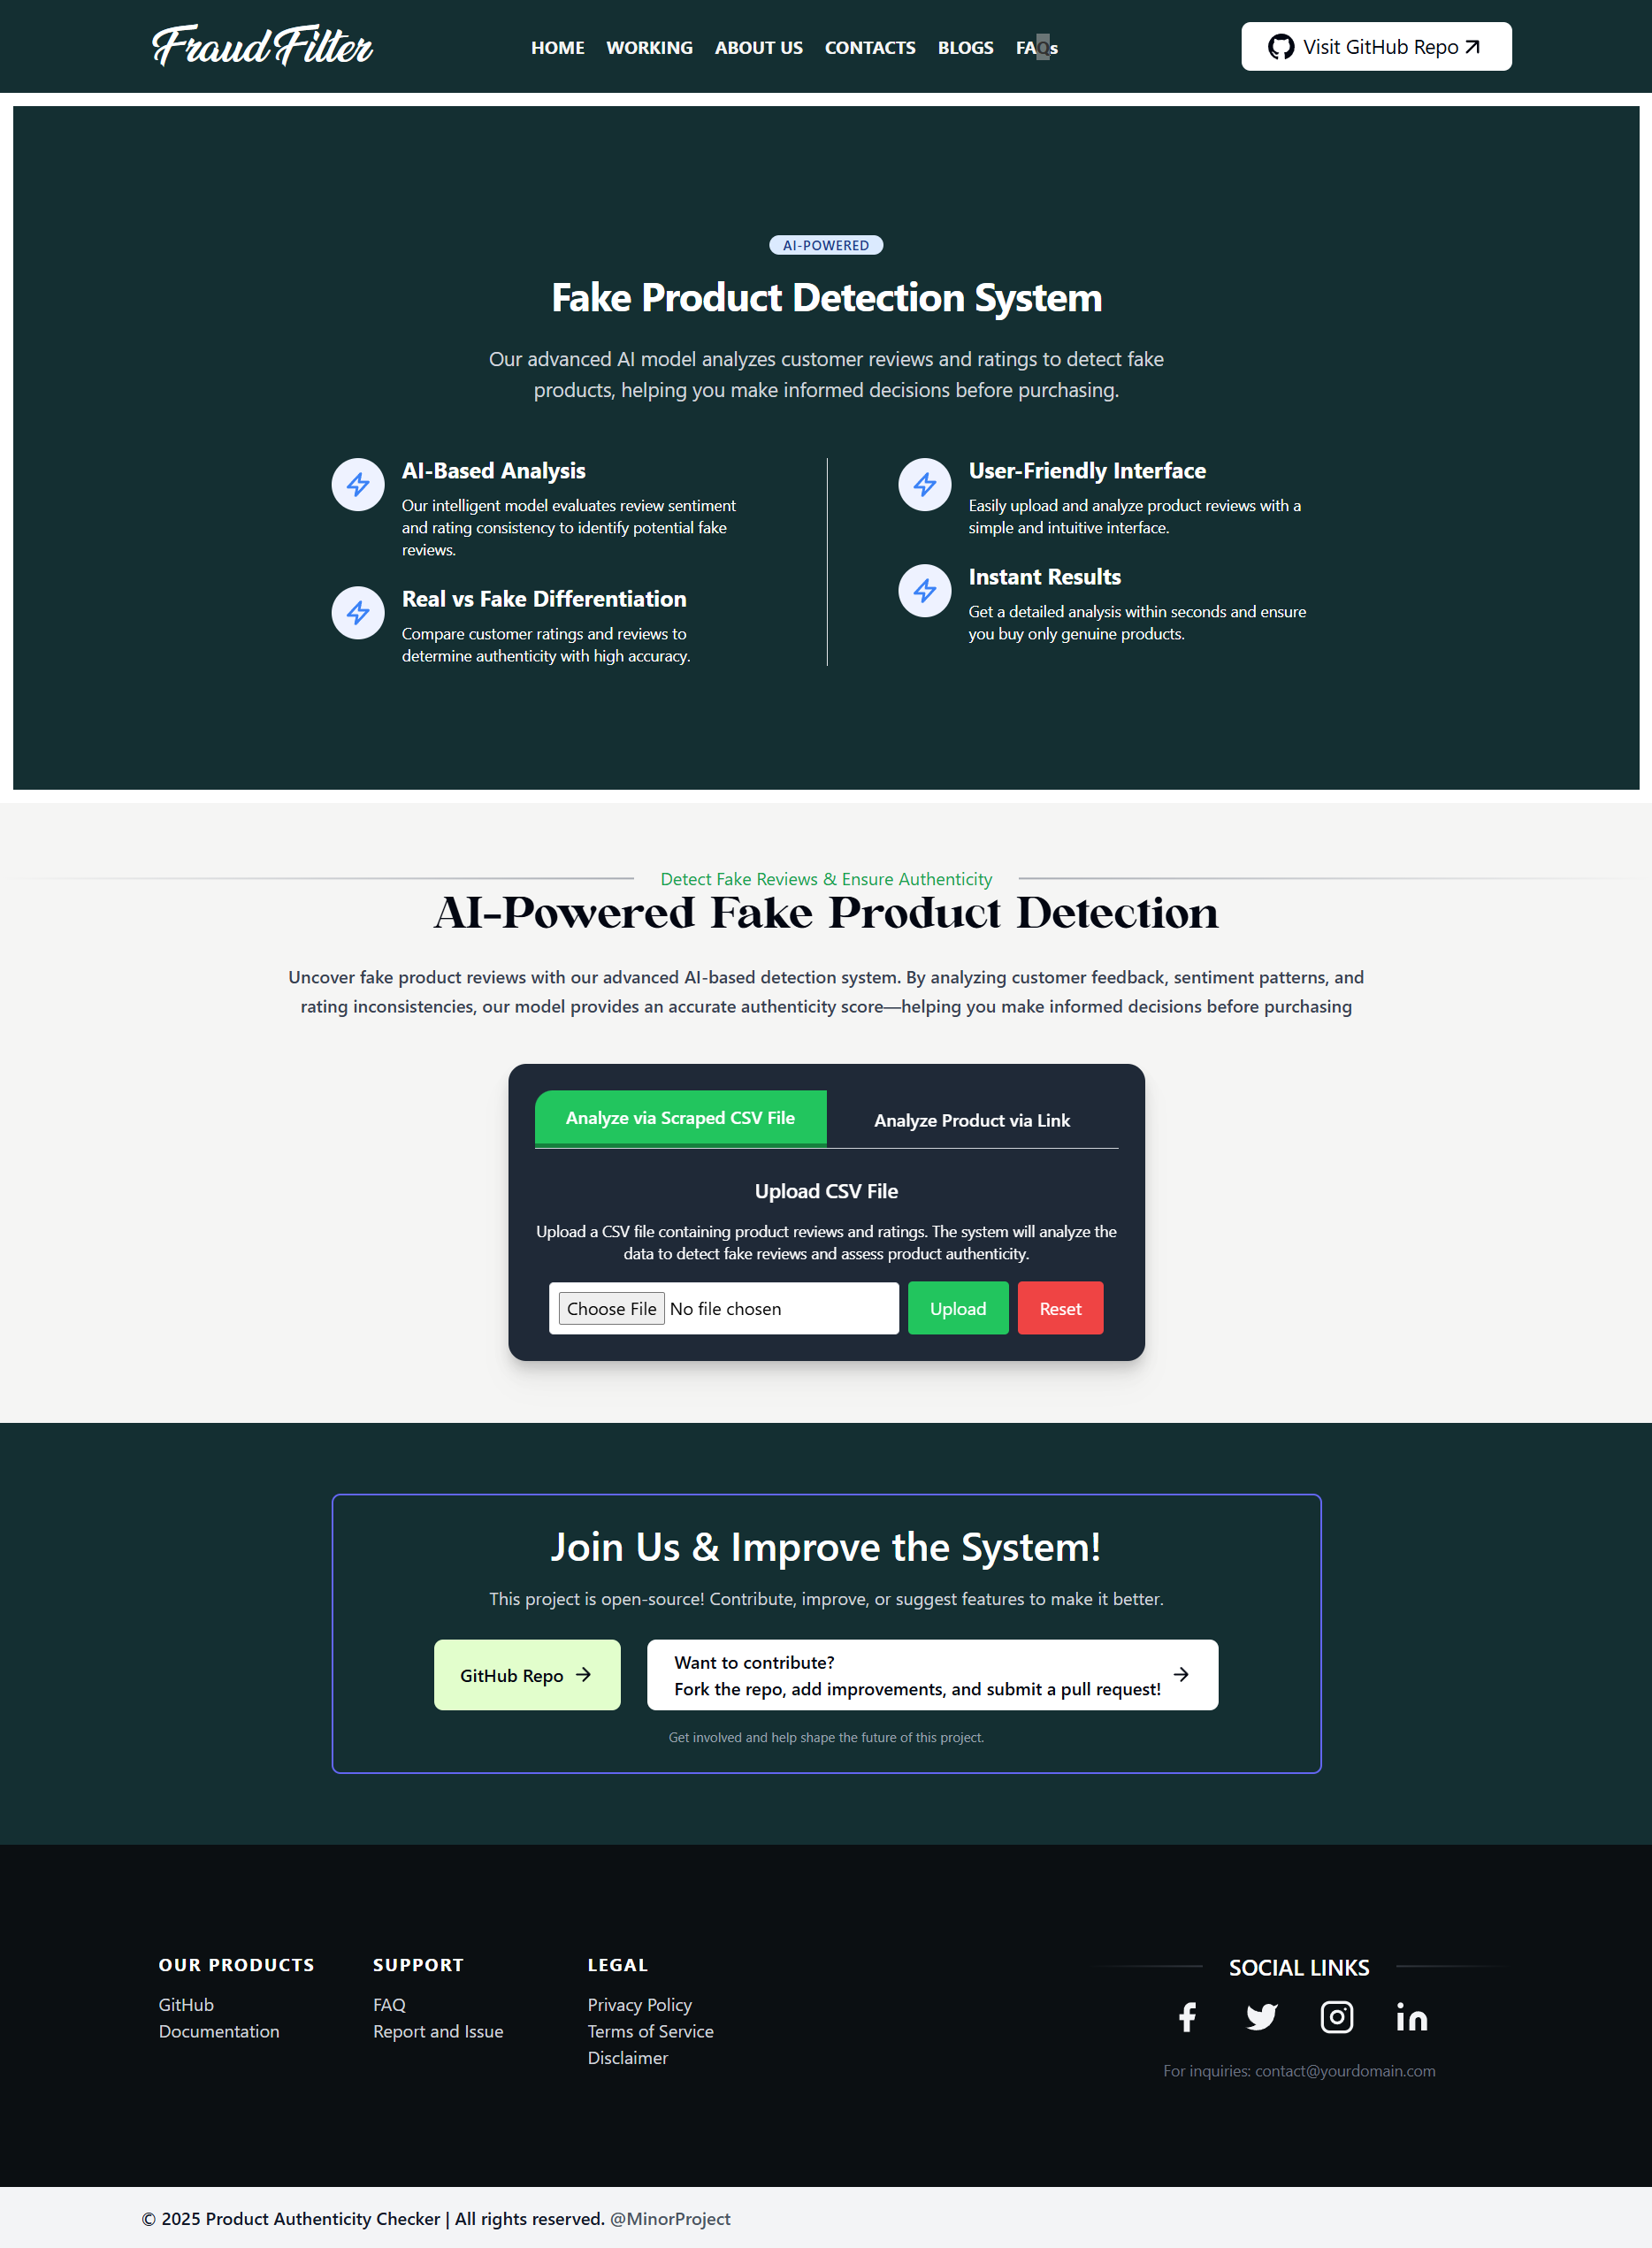 Fraud Filter
HOME WORKING ABOUT US CONTACTS BLOGS FAQs
Visit GitHub Repo
AI-POWERED
Fake Product Detection System
Our advanced AI model analyzes customer reviews and ratings to detect fake
products, helping you make informed decisions before purchasing.
AI-Based Analysis
Our intelligent model evaluates review sentiment
and rating consistency to identify potential fake
reviews.
Real vs Fake Differentiation
Compare customer ratings and reviews to
determine authenticity with high accuracy.
User-Friendly Interface
Easily upload and analyze product reviews with a
simple and intuitive interface.
Instant Results
Get a detailed analysis within seconds and ensure
you buy only genuine products.
Detect Fake Reviews & Ensure Authenticity
AI-Powered Fake Product Detection
Uncover fake product reviews with our advanced AI-based detection system. By analyzing customer feedback, sentiment patterns, and
rating inconsistencies, our model provides an accurate authenticity score—helping you make informed decisions before purchasing
Analyze via Scraped CSV File
Analyze Product via Link
Upload CSV File
Upload a CSV file containing product reviews and ratings. The system will analyze the
data to detect fake reviews and assess product authenticity.
Choose File No file chosen
Upload
Reset
Join Us & Improve the System!
This project is open-source! Contribute, improve, or suggest features to make it better.
GitHub Repo
Want to contribute?
Fork the repo, add improvements, and submit a pull request!
Get involved and help shape the future of this project.
OUR PRODUCTS
GitHub
Documentation
SUPPORT
FAQ
Report and Issue
LEGAL
Privacy Policy
Terms of Service
Disclaimer
SOCIAL LINKS
For inquiries: contact@yourdomain.com
© 2025 Product Authenticity Checker | All rights reserved. @MinorProject